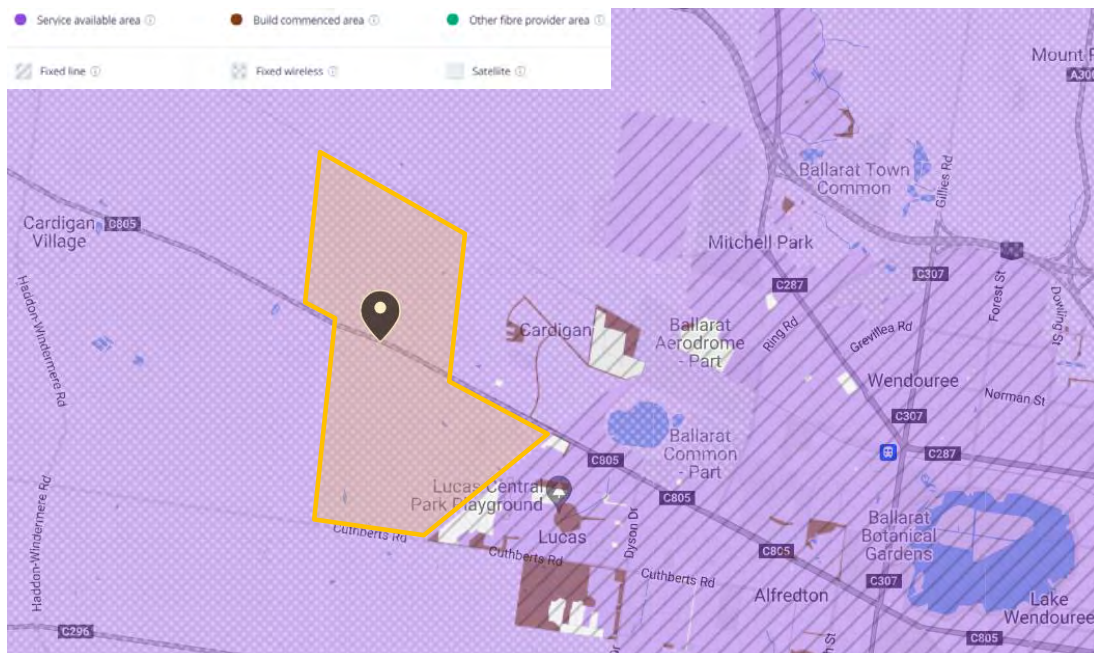 Service available area
Build commenced area
Other fibre provider area
Fixed line
Fixed wireless
Satellite
A300
Ballarat Town
Common
Gillies Rd
Cardigan
Village
C805
Mitchell Park
C307
C287
Forest St
Dowling St
Haddon-Windermere Rd
Cardigan
Ballarat
Aerodrome
- Part
Ring Rd
Grevillea Rd
Wendouree
Norman St
C307
C287
Haddon-Windermere Rd
Ballarat
Common
- Part
C805
C805
Lucas Central
Park Playground
Lucas
Dyson Dr
Cuthberts Rd
Cuthberts Rd
Cuthberts Rd
Ballarat
Botanical
Gardens
C805
C307
Alfredton
Lake
Wendouree
C805
C296